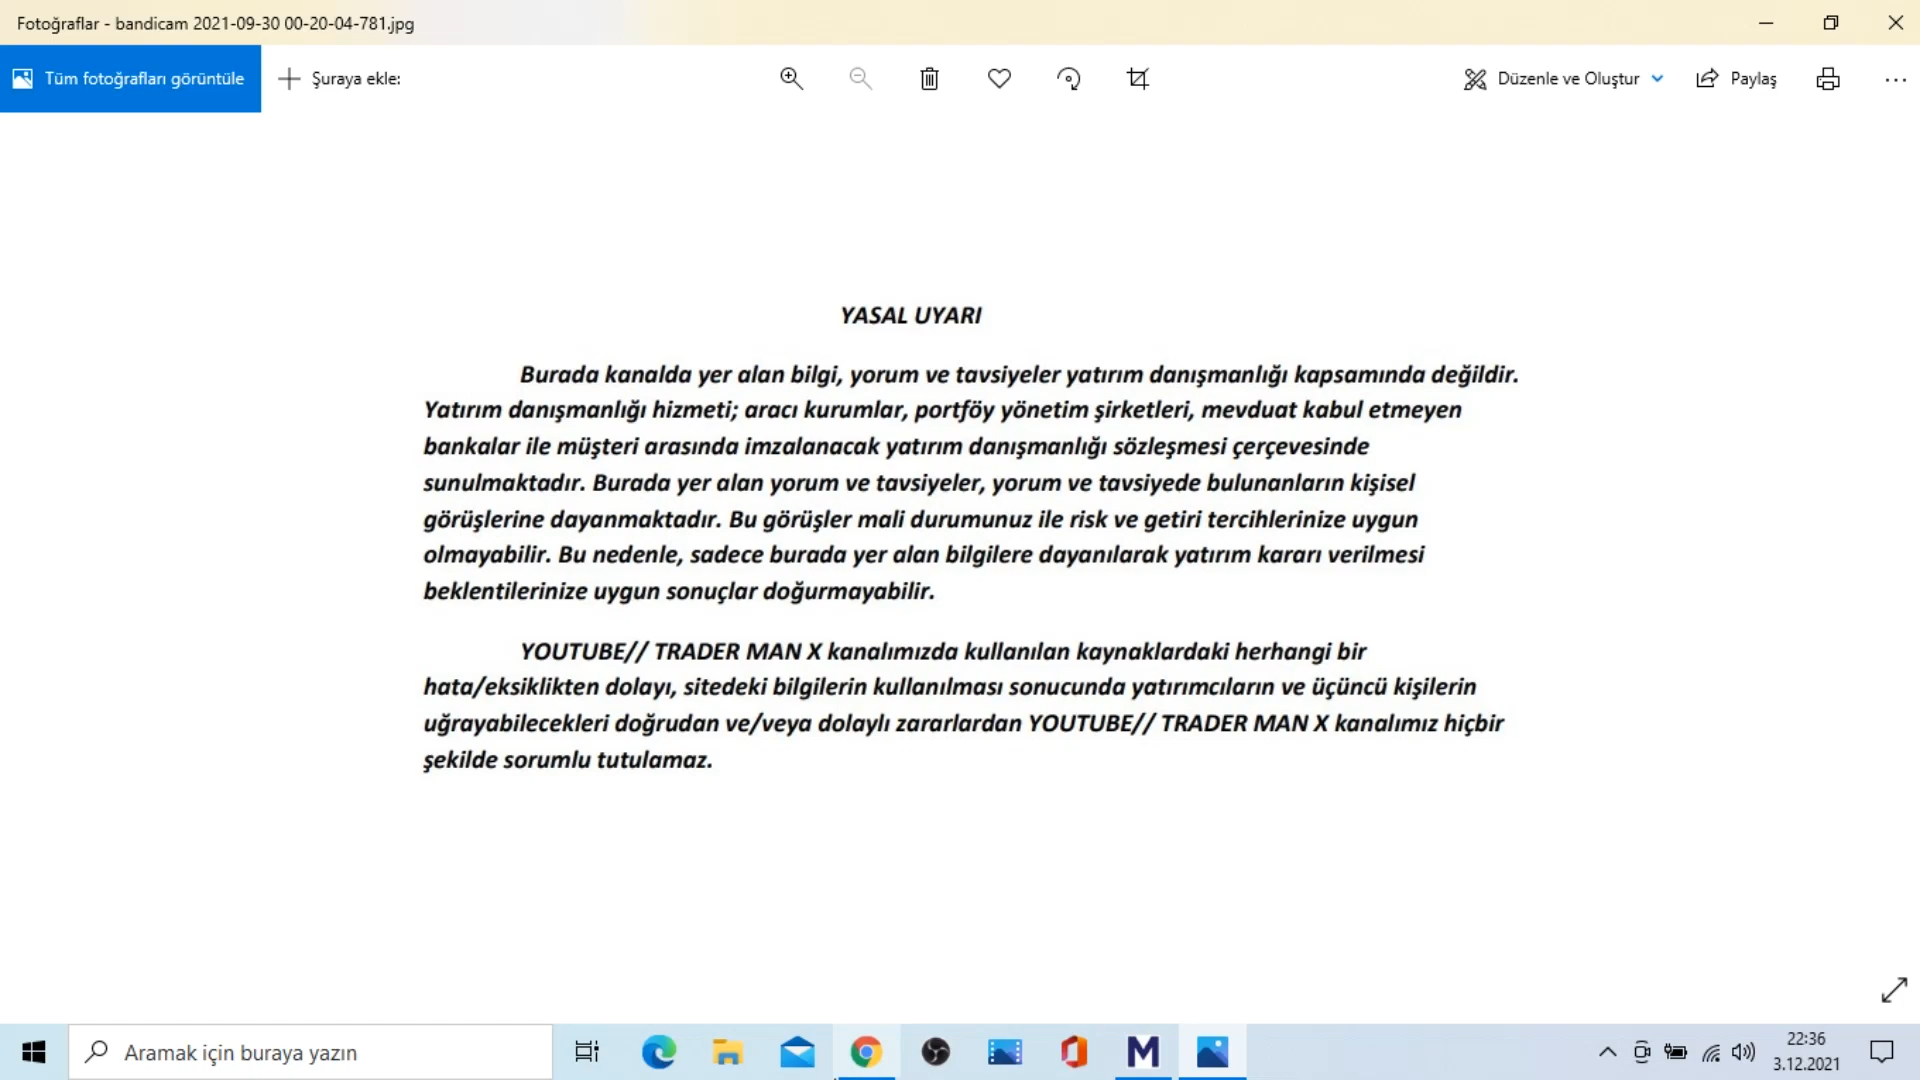 Fotoğraflar - bandicam 2021-09-30 00-20-04-781.jpg
Tüm fotoğrafları görüntüle
Şuraya ekle:
Düzenle ve Oluştur
Paylaş
YASAL UYARI
Burada kanalda yer alan bilgi, yorum ve tavsiyeler yatırım danışmanlığı kapsamında değildir.
Yatırım danışmanlığı hizmeti; aracı kurumlar, portföy yönetim şirketleri, mevduat kabul etmeyen
bankalar ile müşteri arasında imzalanacak yatırım danışmanlığı sözleşmesi çerçevesinde
sunulmaktadır. Burada yer alan yorum ve tavsiyeler, yorum ve tavsiyede bulunanların kişisel
görüşlerine dayanmaktadır. Bu görüşler mali durumunuz ile risk ve getiri tercihlerinize uygun
olmayabilir. Bu nedenle, sadece burada yer alan bilgilere dayanılarak yatırım kararı verilmesi
beklentilerinize uygun sonuçlar doğurmayabilir.
YOUTUBE// TRADER MAN X kanalımızda kullanılan kaynaklardaki herhangi bir
hata/eksiklikten dolayı, sitedeki bilgilerin kullanılması sonucunda yatırımcıların ve üçüncü kişilerin
uğrayabilecekleri doğrudan ve/veya dolaylı zararlardan YOUTUBE// TRADER MAN X kanalımız hiçbir
şekilde sorumlu tutulamaz.
Aramak için buraya yazın
22:36
3.12.2021